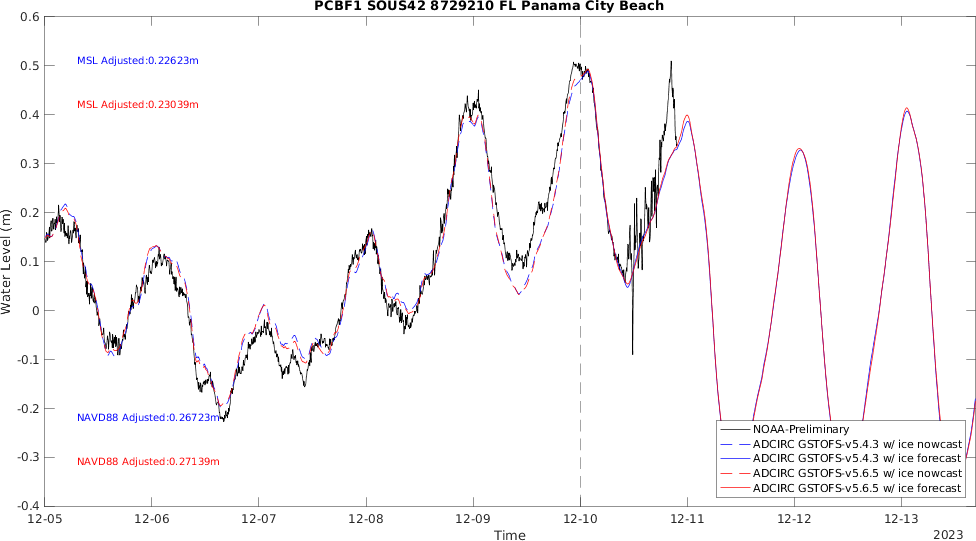 PCBF1 SOUS42 8729210 FL Panama City Beach
0.6
0.5
0.4
0.3
0.2
0.1
0
-0.1
-0.2
-0.3
-0.4
Water Level (m)
MSL Adjusted:0.22623m
MSL Adjusted:0.23039m
NAVD88 Adjusted:0.26723m
NAVD88 Adjusted:0.27139m
NOAA-Preliminary
ADCIRC GSTOFS-v5.4.3 w/ ice nowcast
ADCIRC GSTOFS-v5.4.3 w/ ice forecast
ADCIRC GSTOFS-v5.6.5 w/ ice nowcast
ADCIRC GSTOFS-v5.6.5 w/ ice forecast
12-05 12-06 12-07 12-08 12-09 12-10 12-11 12-12 12-13
Time
2023